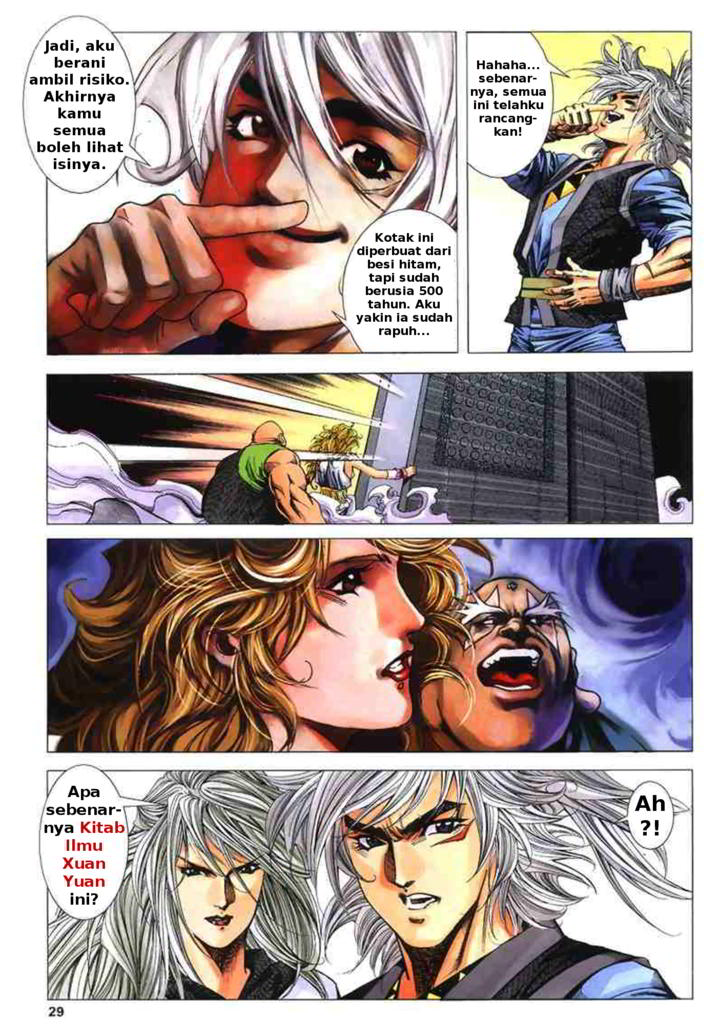 Jadi, aku
berani
ambil risiko.
Akhirnya
kamu
semua
boleh lihat
isinya.
Kotak ini
diperbuat dari
besi hitam,
tapi sudah
berusia 500
tahun. Aku
yakin ia sudah
rapuh...
Hahaha...
sebenar-
nya, semua
ini telahku
rancang-
kan!
Apa
sebenar-
nya Kitab
Ilmu
Xuan
Yuan
ini?
Ah
?!
29